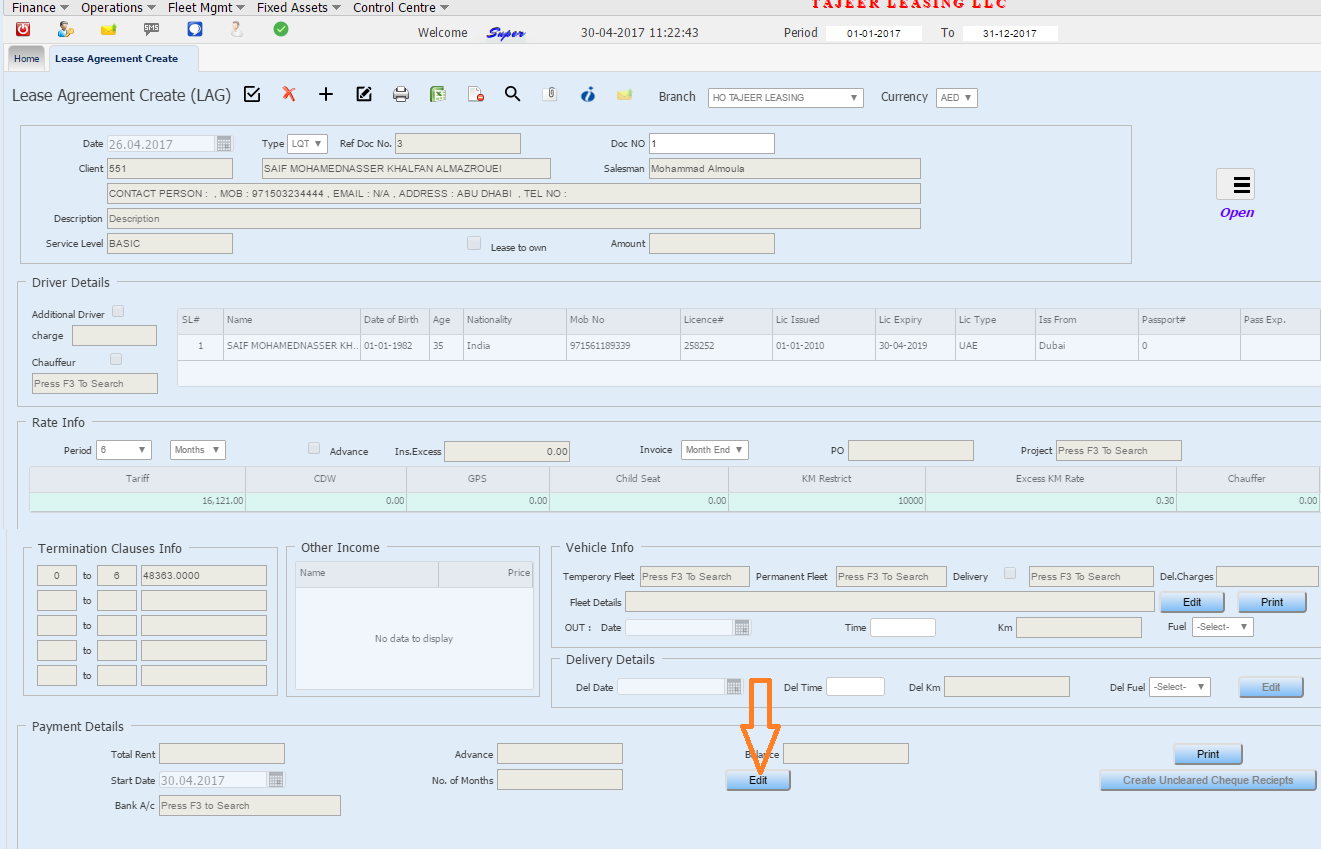 TAJEER LEASING LLC
Finance Operations Fleet Mgmt Fixed Assets Control Centre
SMS Welcome Super 30-04-2017 11:22:43 Period 01-01-2017 To 31-12-2017
Home Lease Agreement Create
Lease Agreement Create (LAG) Branch HO TAJEER LEASING Currency AED
Date 26.04.2017 Type LQT Ref Doc No. 3 Doc NO 1
Client 551 SAIF MOHAMEDNASSER KHALFAN ALMAZROUEI Salesman Mohammad Almoula
CONTACT PERSON : , MOB : 971503234444 , EMAIL : N/A , ADDRESS : ABU DHABI , TEL NO :
Open
Description Description
Service Level BASIC Lease to own Amount
Driver Details
Additional Driver
charge
Chauffeur
Press F3 To Search
SL# Name Date of Birth Age Nationality Mob No Licence# Lic Issued Lic Expiry Lic Type Iss From Passport# Pass Exp.
1 SAIF MOHAMEDNASSER KH... 01-01-1982 35 India 971561189339 258252 01-01-2010 30-04-2019 UAE Dubai 0
Rate Info
Period 6 Months Advance Ins.Excess 0.00 Invoice Month End PO Project Press F3 To Search
Tariff CDW GPS Child Seat KM Restrict Excess KM Rate Chauffer
16,121.00 0.00 0.00 0.00 10000 0.30 0.00
Termination Clauses Info
0 to 6 48363.0000
to
to
to
to
Other Income
Name Price
No data to display
Vehicle Info
Temperory Fleet Press F3 To Search Permanent Fleet Press F3 To Search Delivery Press F3 To Search Del.Charges
Fleet Details Edit Print
OUT : Date Time Km Fuel -Select-
Delivery Details
Del Date Del Time Del Km Del Fuel -Select- Edit
Payment Details
Total Rent Advance Balance Print
Start Date 30.04.2017 No. of Months Edit Create Uncleared Cheque Reciepts
Bank A/c Press F3 to Search